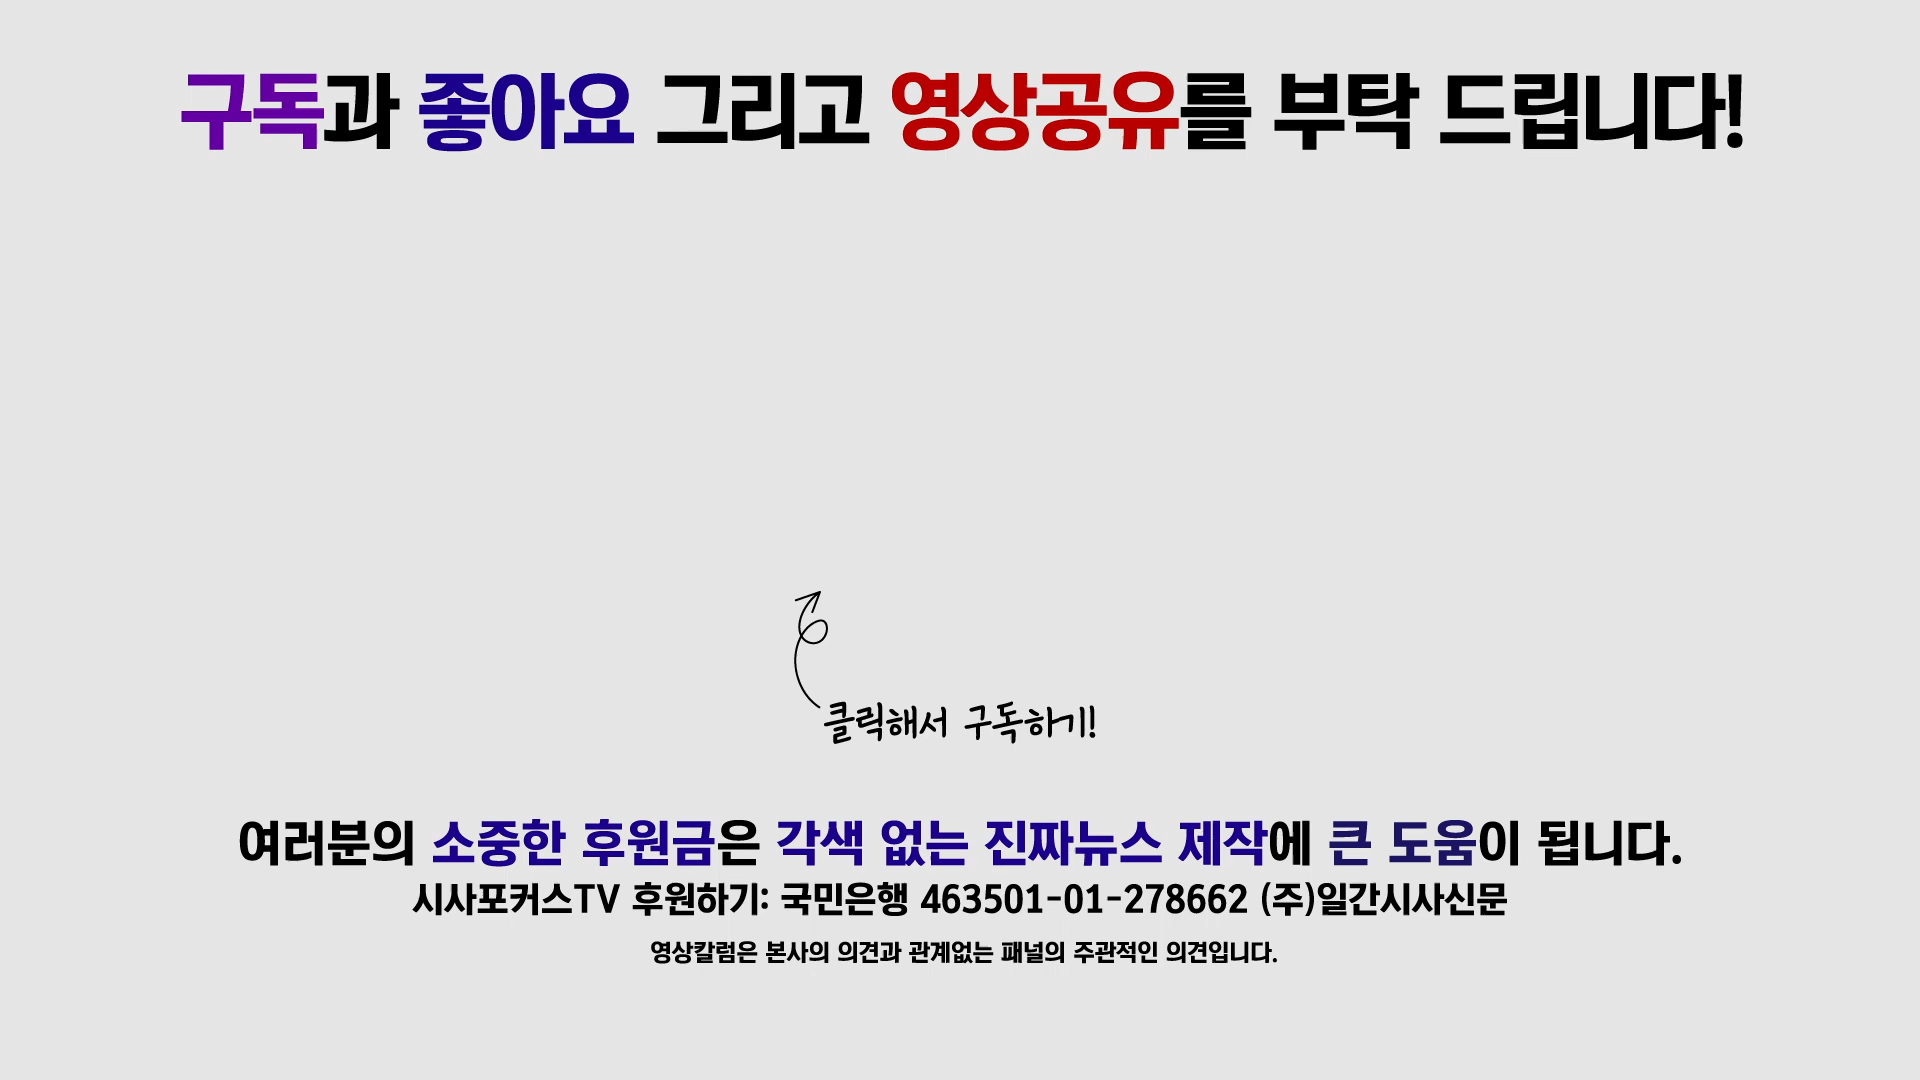 구독과 좋아요 그리고 영상공유를 부탁 드립니다!
클릭해서 구독하기!
여러분의 소중한 후원금은 각색 없는 진짜뉴스 제작에 큰 도움이 됩니다.
시사포커스TV 후원하기: 국민은행 463501-01-278662 (주)일간시사신문
영상칼럼은 본사의 의견과 관계없는 패널의 주관적인 의견입니다.